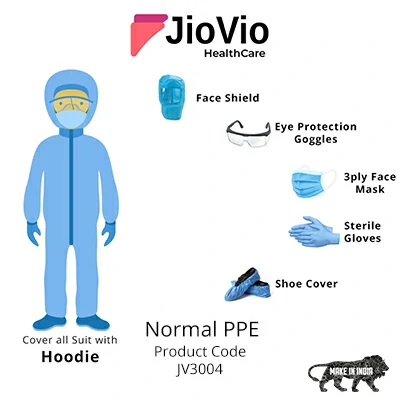 JioVio
HealthCare
Face Shield
Eye Protection
Goggles
3ply Face
Mask
Sterile
Gloves
Shoe Cover
Cover all Suit with
Hoodie
Normal PPE
Product Code
JV3004
MAKE IN INDIA